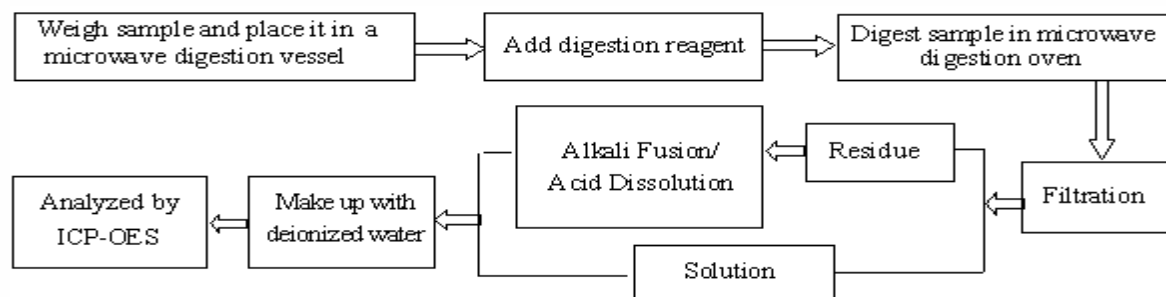 Weigh sample and place it in a
microwave digestion vessel
Add digestion reagent
Digest sample in microwave
digestion oven
Filtration
Residue
Alkali Fusion/
Acid Dissolution
Solution
Make up with
deionized water
Analyzed by
ICP-OES